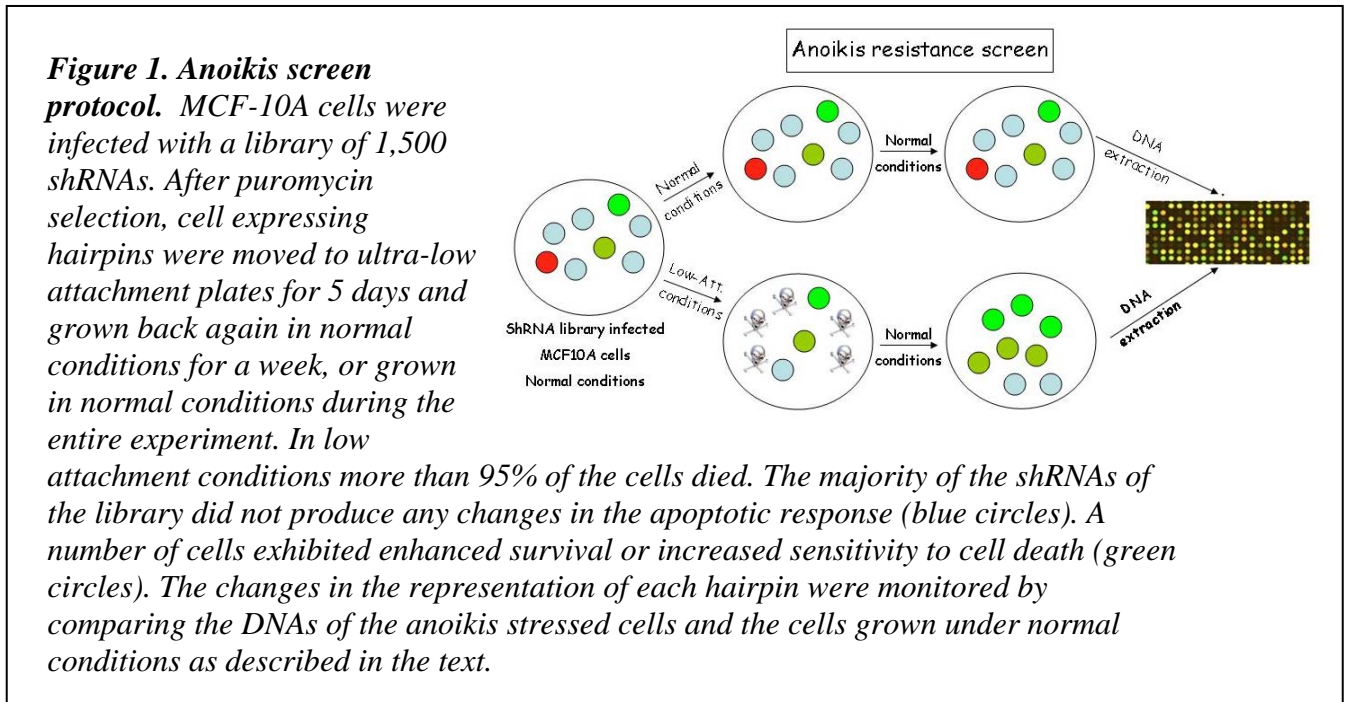 Figure 1. Anoikis screen
protocol. MCF-10A cells were
infected with a library of 1,500
shRNAs. After puromycin
selection, cell expressing
hairpins were moved to ultra-low
attachment plates for 5 days and
grown back again in normal
conditions for a week, or grown
in normal conditions during the
entire experiment. In low
attachment conditions more than 95% of the cells died. The majority of the shRNAs of
the library did not produce any changes in the apoptotic response (blue circles). A
number of cells exhibited enhanced survival or increased sensitivity to cell death (green
circles). The changes in the representation of each hairpin were monitored by
comparing the DNAs of the anoikis stressed cells and the cells grown under normal
conditions as described in the text.
Anoikis resistance screen
ShRNA library infected
MCF10A cells
Normal conditions
Normal
conditions
Normal
conditions
DNA
extraction
Low-Att.
conditions
Normal
conditions
DNA
extraction